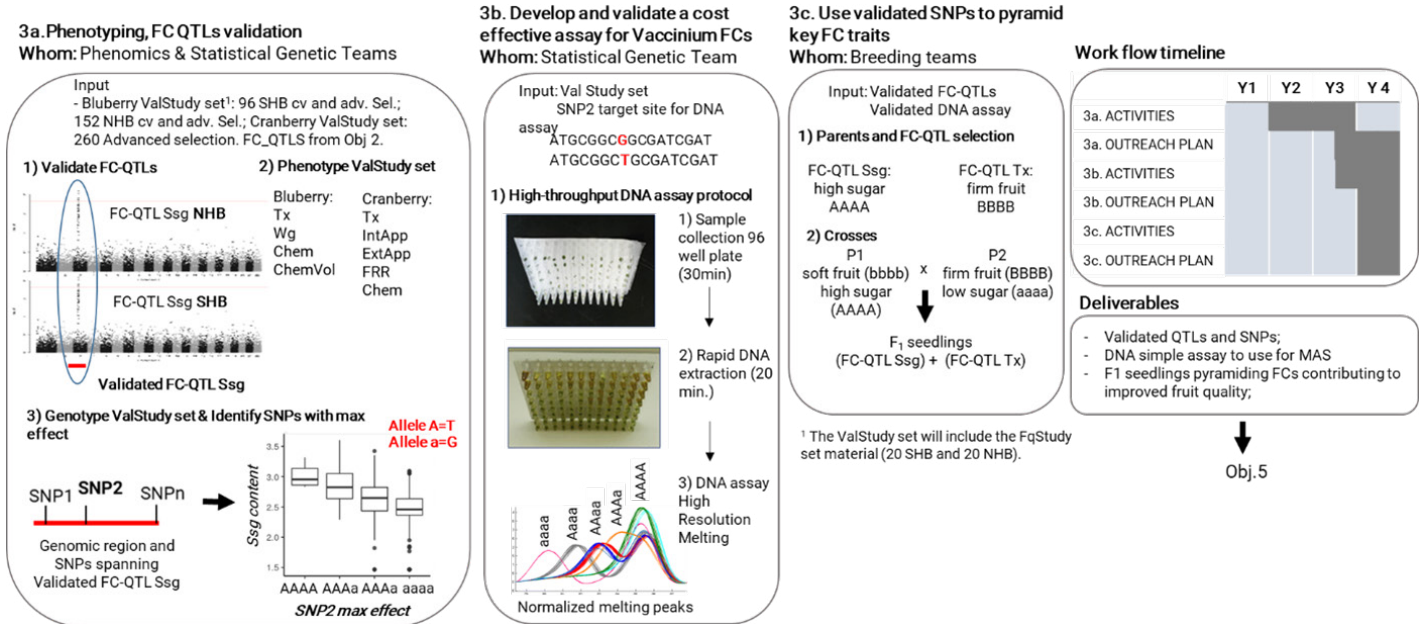 3a.Phenotyping, FC QTLs validation
Whom: Phenomics & Statistical Genetic Teams
Input
- Bluberry ValStudy set¹: 96 SHB cv and adv. Sel.;
152 NHB cv and adv. Sel.; Cranberry ValStudy set:
260 Advanced selection. FC_QTLS from Obj 2.
1) Validate FC-QTLs
FC-QTL Ssg NHB
FC-QTL Ssg SHB
Validated FC-QTL Ssg
2) Phenotype ValStudy set
Bluberry:
Tx
Wg
Chem
ChemVol
Cranberry:
Tx
IntApp
ExtApp
FRR
Chem
3) Genotype ValStudy set & Identify SNPs with max
effect
Allele A=T
Allele a=G
SNP1 SNP2 SNPn
Genomic region and
SNPs spanning
Validated FC-QTL Ssg
Ssg content
3.5
3.0
2.5
2.0
1.5
AAAA AAAa AAAa aaaa
SNP2 max effect
3b. Develop and validate a cost
effective assay for Vaccinium FCs
Whom: Statistical Genetic Team
Input: Val Study set
SNP2 target site for DNA
assay
ATGCGGCGGCGATCGAT
ATGCGGCTGCGATCGAT
1) High-throughput DNA assay protocol
1) Sample
collection 96
well plate
(30min)
2) Rapid DNA
extraction (20
min.)
3) DNA assay
High
Resolution
Melting
aaaa
Aaaa
AAaa
AAAa
AAAA
Normalized melting peaks
3c. Use validated SNPs to pyramid
key FC traits
Whom: Breeding teams
Input: Validated FC-QTLs
Validated DNA assay
1) Parents and FC-QTL selection
FC-QTL Ssg:
high sugar
AAAA
FC-QTL Tx:
firm fruit
BBBB
2) Crosses
P1
soft fruit (bbbb)
high sugar
(AAAA)
x
P2
firm fruit (BBBB)
low sugar (aaaa)
F₁ seedlings
(FC-QTL Ssg) + (FC-QTL Tx)
¹ The ValStudy set will include the FqStudy
set material (20 SHB and 20 NHB).
Work flow timeline
Y1 Y2 Y3 Y 4
3a. ACTIVITIES
3a. OUTREACH PLAN
3b. ACTIVITIES
3b. OUTREACH PLAN
3c. ACTIVITIES
3c. OUTREACH PLAN
Deliverables
- Validated QTLs and SNPs;
- DNA simple assay to use for MAS
- F1 seedlings pyramiding FCs contributing to
improved fruit quality;
Obj.5